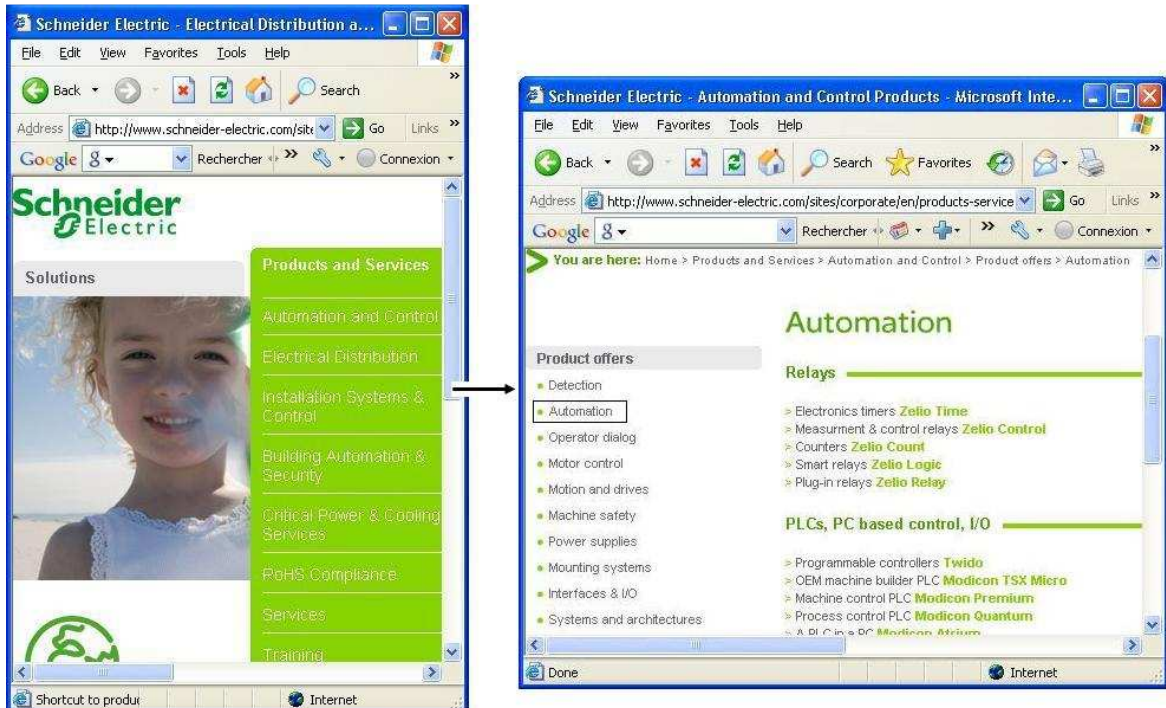 Schneider Electric - Electrical Distribution a...
File Edit View Favorites Tools Help
Back Search »
Address http://www.schneider-electric.com/site Go Links »
Google Rechercher » Connexion
Schneider
Electric
Solutions
Products and Services
Automation and Control
Electrical Distribution
Installation Systems &
Control
Building Automation &
Security
Critical Power & Cooling
Services
RoHS Compliance
Services
Training
Shortcut to produ
Internet
Schneider Electric - Automation and Control Products - Microsoft Inte...
File Edit View Favorites Tools Help
Back Search Favorites »
Address http://www.schneider-electric.com/sites/corporate/en/products-service Go Links »
Google Rechercher » Connexion
You are here: Home > Products and Services > Automation and Control > Product offers > Automation
Product offers
Detection
Automation
Operator dialog
Motor control
Motion and drives
Machine safety
Power supplies
Mounting systems
Interfaces & I/O
Systems and architectures
Automation
Relays
> Electronics timers Zelio Time
> Measurment & control relays Zelio Control
> Counters Zelio Count
> Smart relays Zelio Logic
> Plug-in relays Zelio Relay
PLCs, PC based control, I/O
> Programmable controllers Twido
> OEM machine builder PLC Modicon TSX Micro
> Machine control PLC Modicon Premium
> Process control PLC Modicon Quantum
> A PLC in a PC Modicon Atrium
Done
Internet